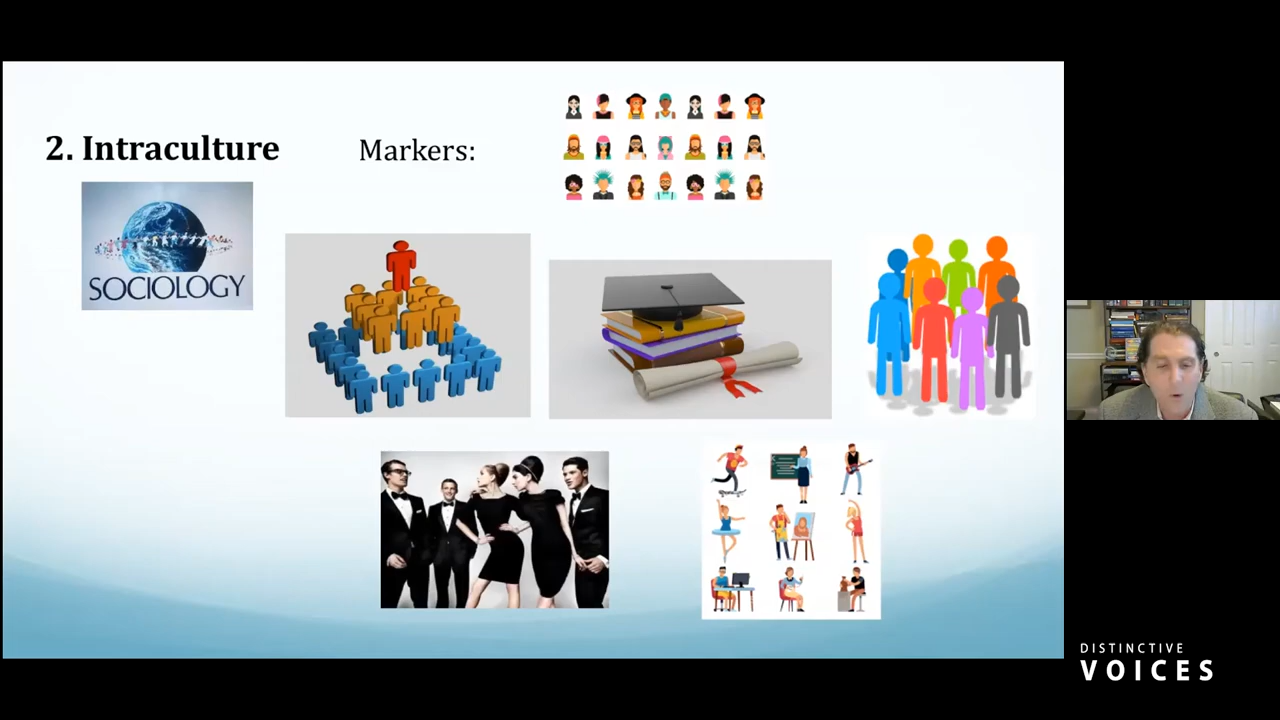 2. Intraculture
Markers:
SOCIOLOGY
DISTINCTIVE
VOICES